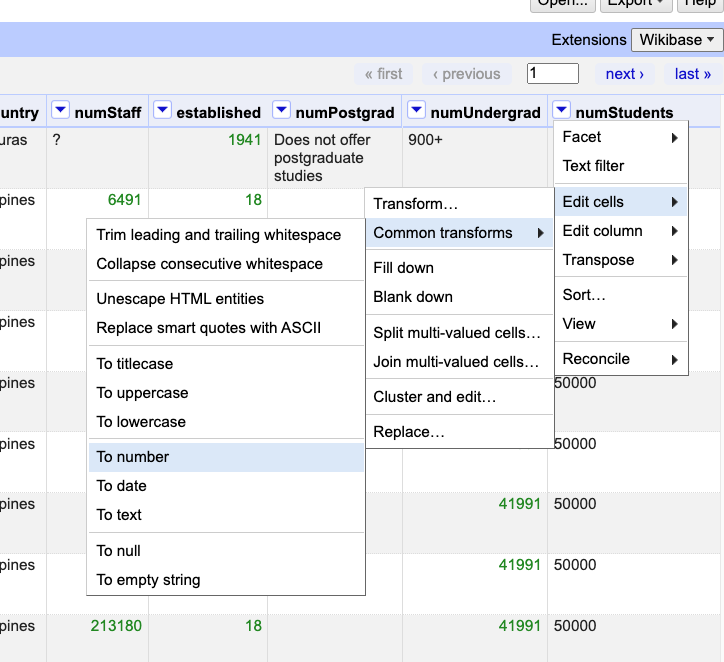 Open... Export Help
Extensions Wikibase
« first ‹ previous 1 next › last »
untry numStaff established numPostgrad numUndergrad numStudents
uras ? 1941 Does not offer postgraduate studies 900+
pines 6491 18
pines
pines
pines 50000
pines 50000
pines 41991 50000
pines 41991 50000
pines 213180 18 41991 50000
Facet
Text filter
Edit cells
Edit column
Transpose
Sort…
View
Reconcile
Transform…
Common transforms
Fill down
Blank down
Split multi-valued cells…
Join multi-valued cells…
Cluster and edit…
Replace…
Trim leading and trailing whitespace
Collapse consecutive whitespace
Unescape HTML entities
Replace smart quotes with ASCII
To titlecase
To uppercase
To lowercase
To number
To date
To text
To null
To empty string